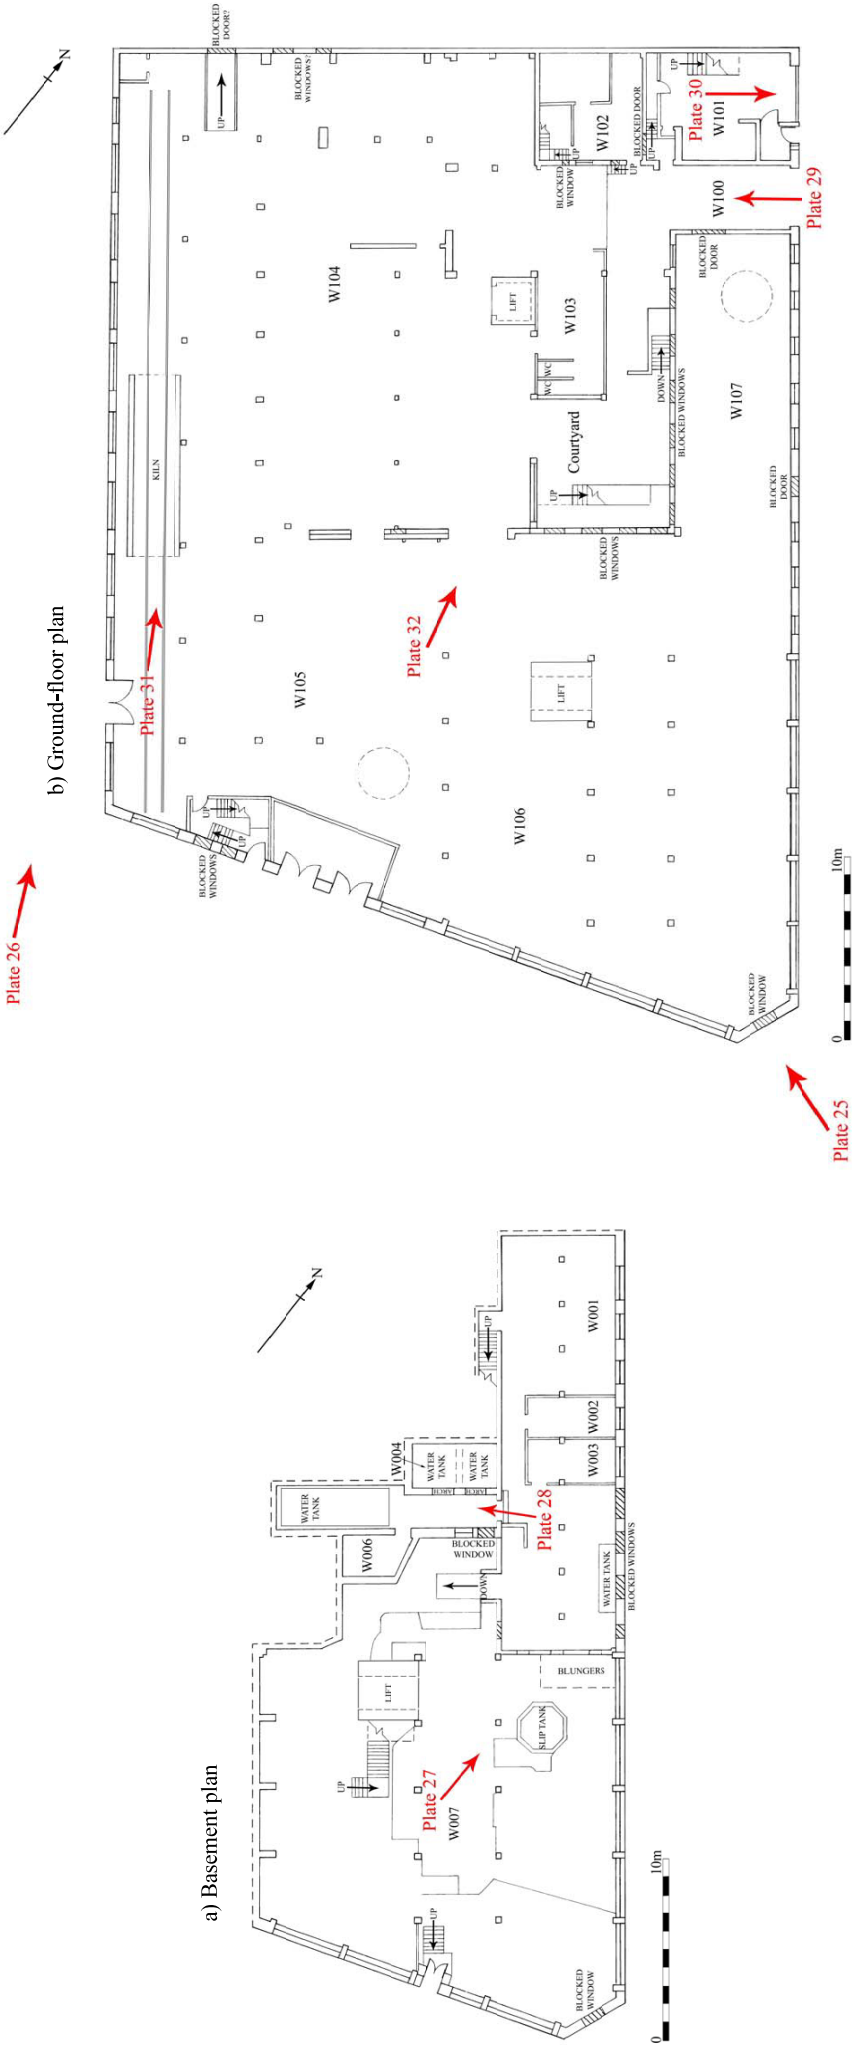 a) Basement plan
N
UP
W001
W002
W003
W004
WATER
TANK
WATER
TANK
ARCH
ARCH
WATER
TANK
W006
BLOCKED
WINDOW
Plate 28
DOWN
WATER TANK
BLOCKED WINDOWS
BLUNGERS
LIFT
SLIP TANK
UP
Plate 27
W007
UP
BLOCKED
WINDOW
0
10m
b) Ground-floor plan
N
BLOCKED
DOOR?
UP
BLOCKED
WINDOWS?
UP
Plate 30
W101
BLOCKED DOOR
UP
W102
UP
UP
BLOCKED
WINDOW
W100
Plate 29
BLOCKED
DOOR
W104
LIFT
W103
WC
WC
DOWN
BLOCKED WINDOWS
W107
Courtyard
UP
BLOCKED
DOOR
KILN
BLOCKED
WINDOWS
Plate 31
Plate 32
W105
LIFT
W106
UP
UP
BLOCKED
WINDOWS
BLOCKED
WINDOW
Plate 26
Plate 25
0
10m